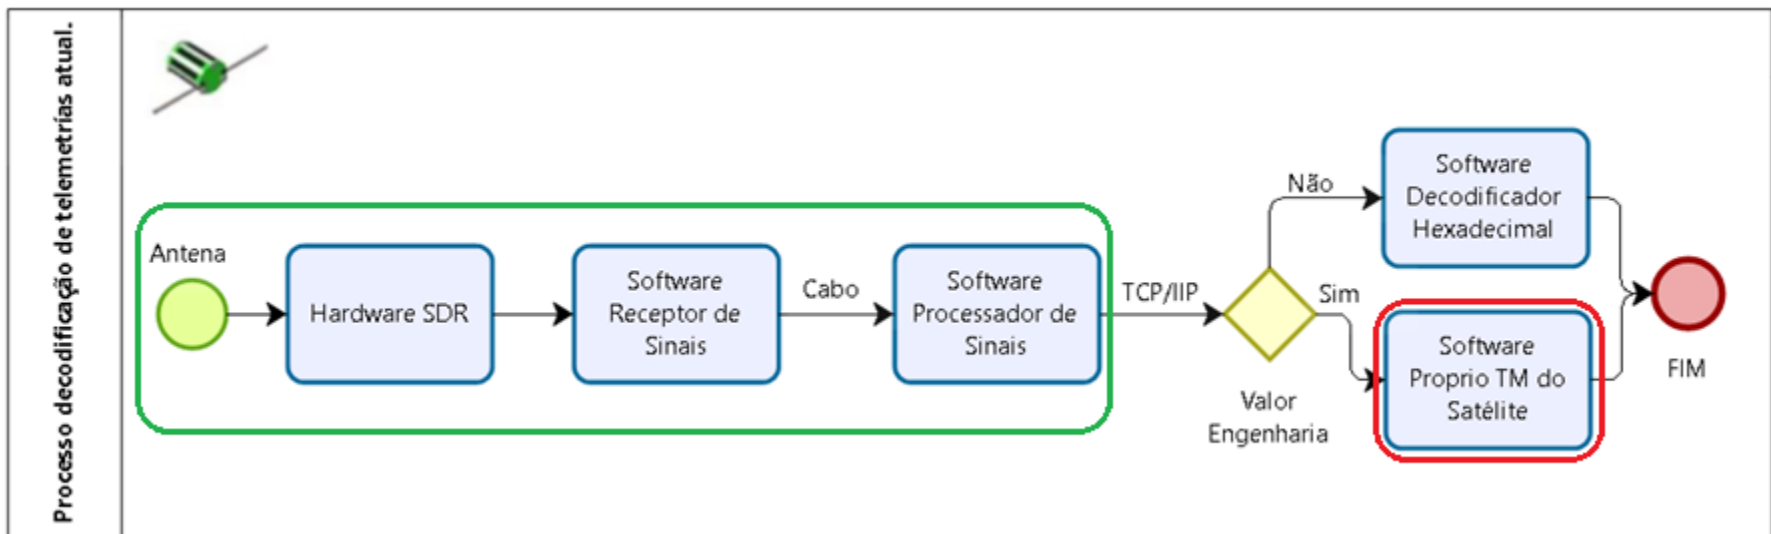 Processo decodificação de telemetrias atual.
Antena
Hardware SDR
Software
Receptor de
Sinais
Cabo
Software
Processador de
Sinais
TCP/IIP
Valor
Engenharia
Não
Software
Decodificador
Hexadecimal
Sim
Software
Proprio TM do
Satélite
FIM